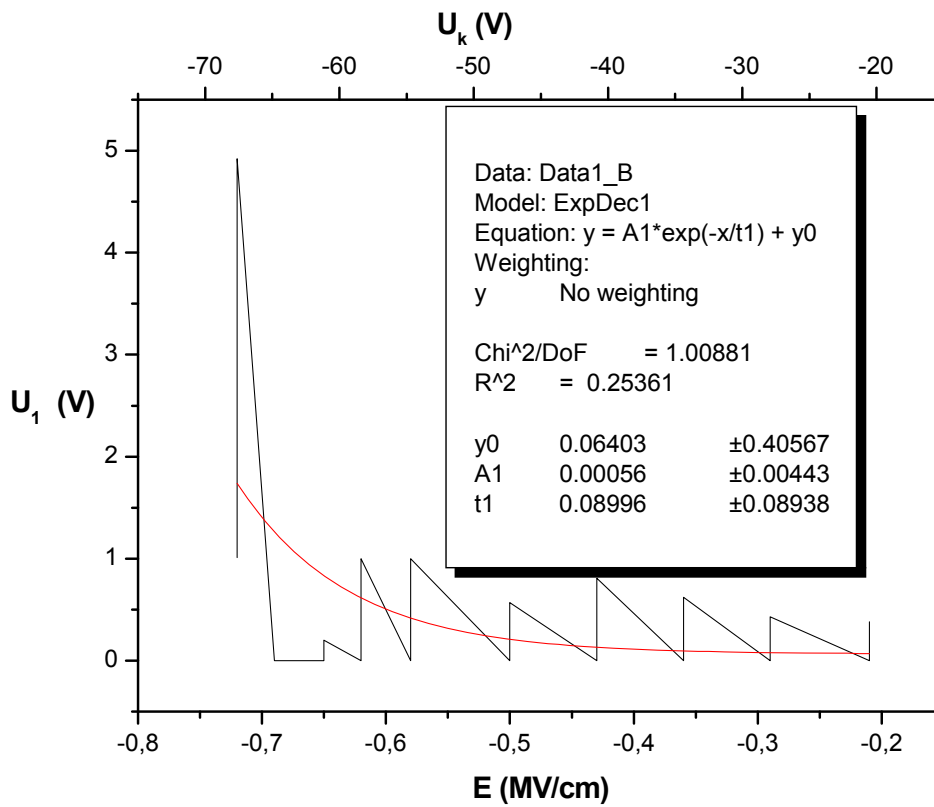 U_k (V)
-70 -60 -50 -40 -30 -20
5
4
3
2
1
0
U_1 (V)
Data: Data1_B
Model: ExpDec1
Equation: y = A1*exp(-x/t1) + y0
Weighting:
y No weighting
Chi^2/DoF = 1.00881
R^2 = 0.25361
y0 0.06403 ±0.40567
A1 0.00056 ±0.00443
t1 0.08996 ±0.08938
-0,8 -0,7 -0,6 -0,5 -0,4 -0,3 -0,2
E (MV/cm)